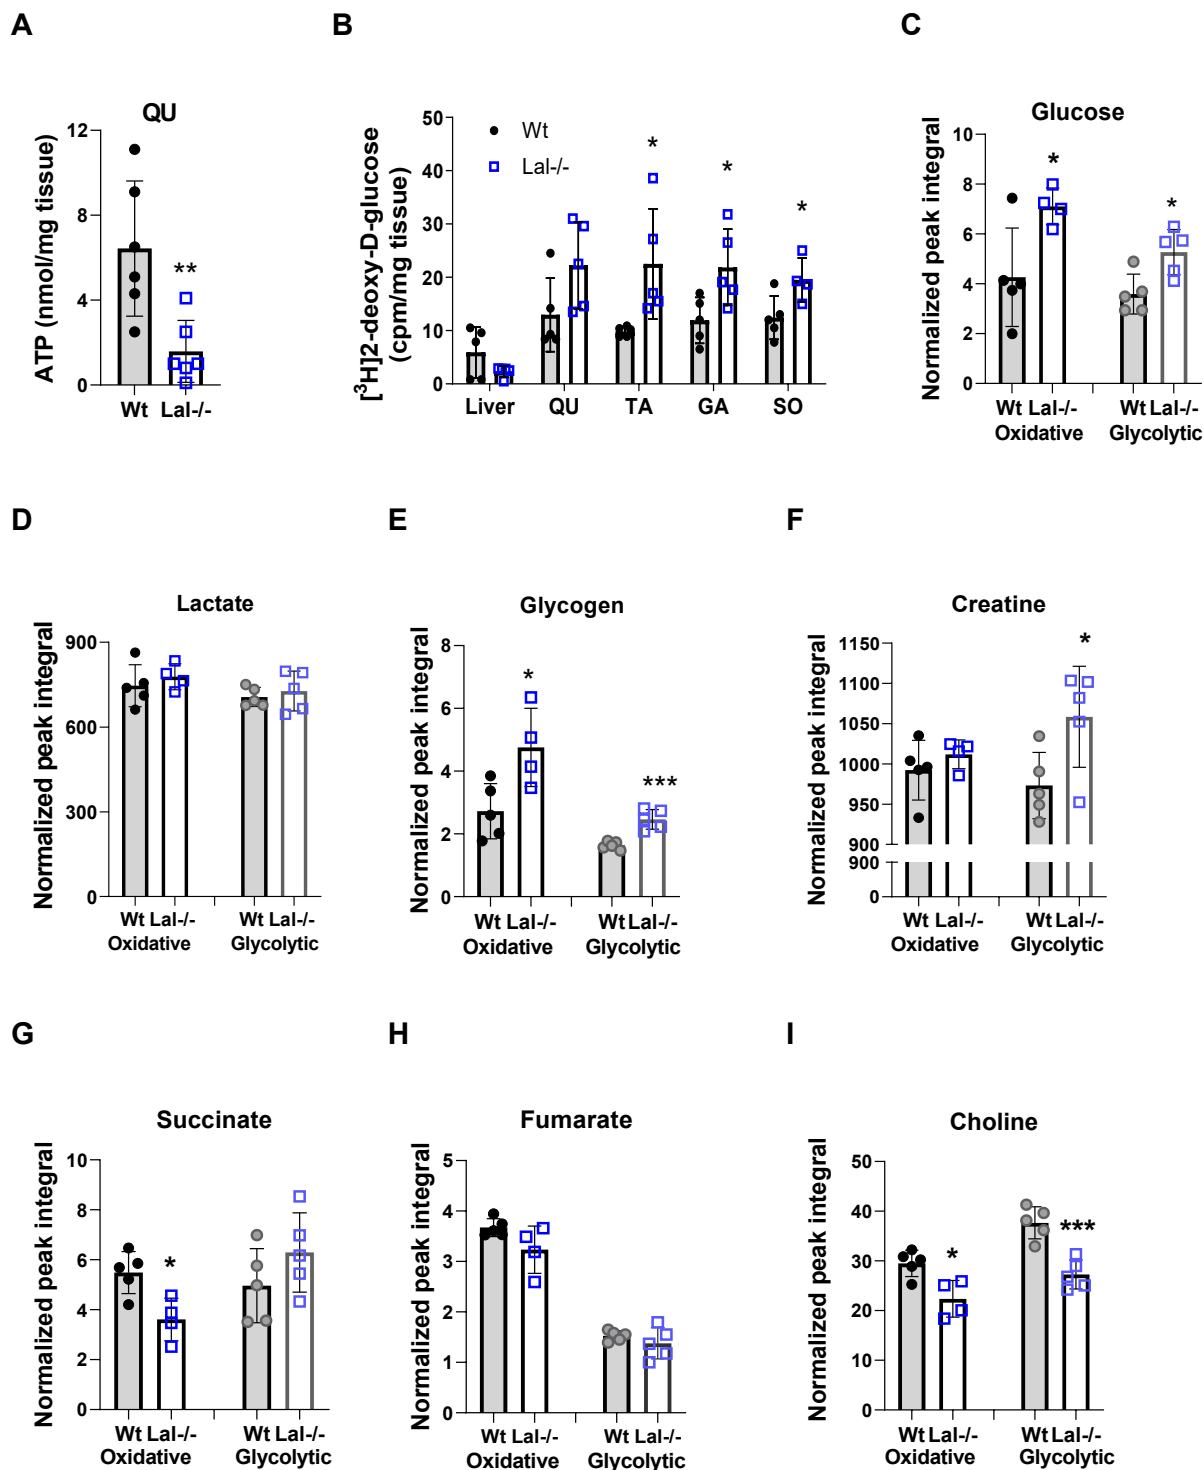 A
B
C
QU
ATP (nmol/mg tissue)
12
8
4
0
**
Wt Lal-/-
[³H]2-deoxy-D-glucose
(cpm/mg tissue)
50
40
30
20
10
0
Wt
Lal-/-
* * *
Liver QU TA GA SO
Glucose
Normalized peak integral
10
8
6
4
2
0
* *
Wt Lal-/- Wt Lal-/-
Oxidative Glycolytic
D
E
F
Lactate
Normalized peak integral
900
600
300
0
Wt Lal-/- Wt Lal-/-
Oxidative Glycolytic
Glycogen
Normalized peak integral
8
6
4
2
0
* ***
Wt Lal-/- Wt Lal-/-
Oxidative Glycolytic
Creatine
Normalized peak integral
1150
1100
1050
1000
950
900
900
0
*
Wt Lal-/- Wt Lal-/-
Oxidative Glycolytic
G
H
I
Succinate
Normalized peak integral
10
8
6
4
2
0
*
Wt Lal-/- Wt Lal-/-
Oxidative Glycolytic
Fumarate
Normalized peak integral
5
4
3
2
1
0
Wt Lal-/- Wt Lal-/-
Oxidative Glycolytic
Choline
Normalized peak integral
50
40
30
20
10
0
* ***
Wt Lal-/- Wt Lal-/-
Oxidative Glycolytic